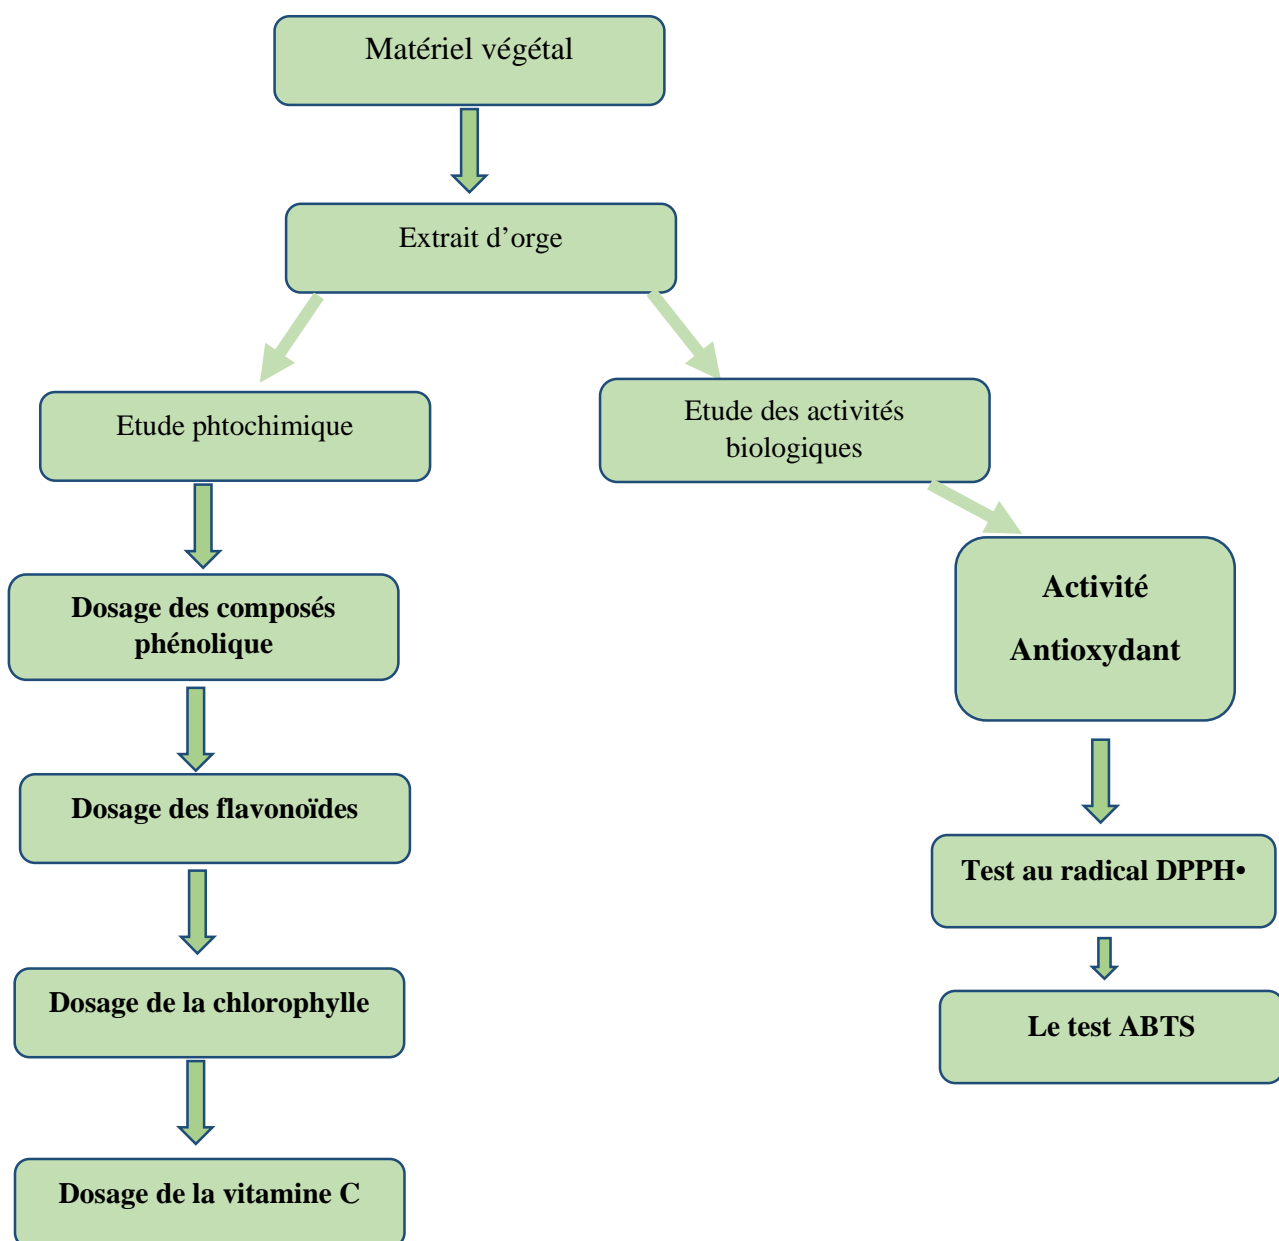 Matériel végétal
Extrait d’orge
Etude phtochimique
Etude des activités
biologiques
Dosage des composés
phénolique
Activité
Antioxydant
Dosage des flavonoïdes
Test au radical DPPH•
Dosage de la chlorophylle
Le test ABTS
Dosage de la vitamine C